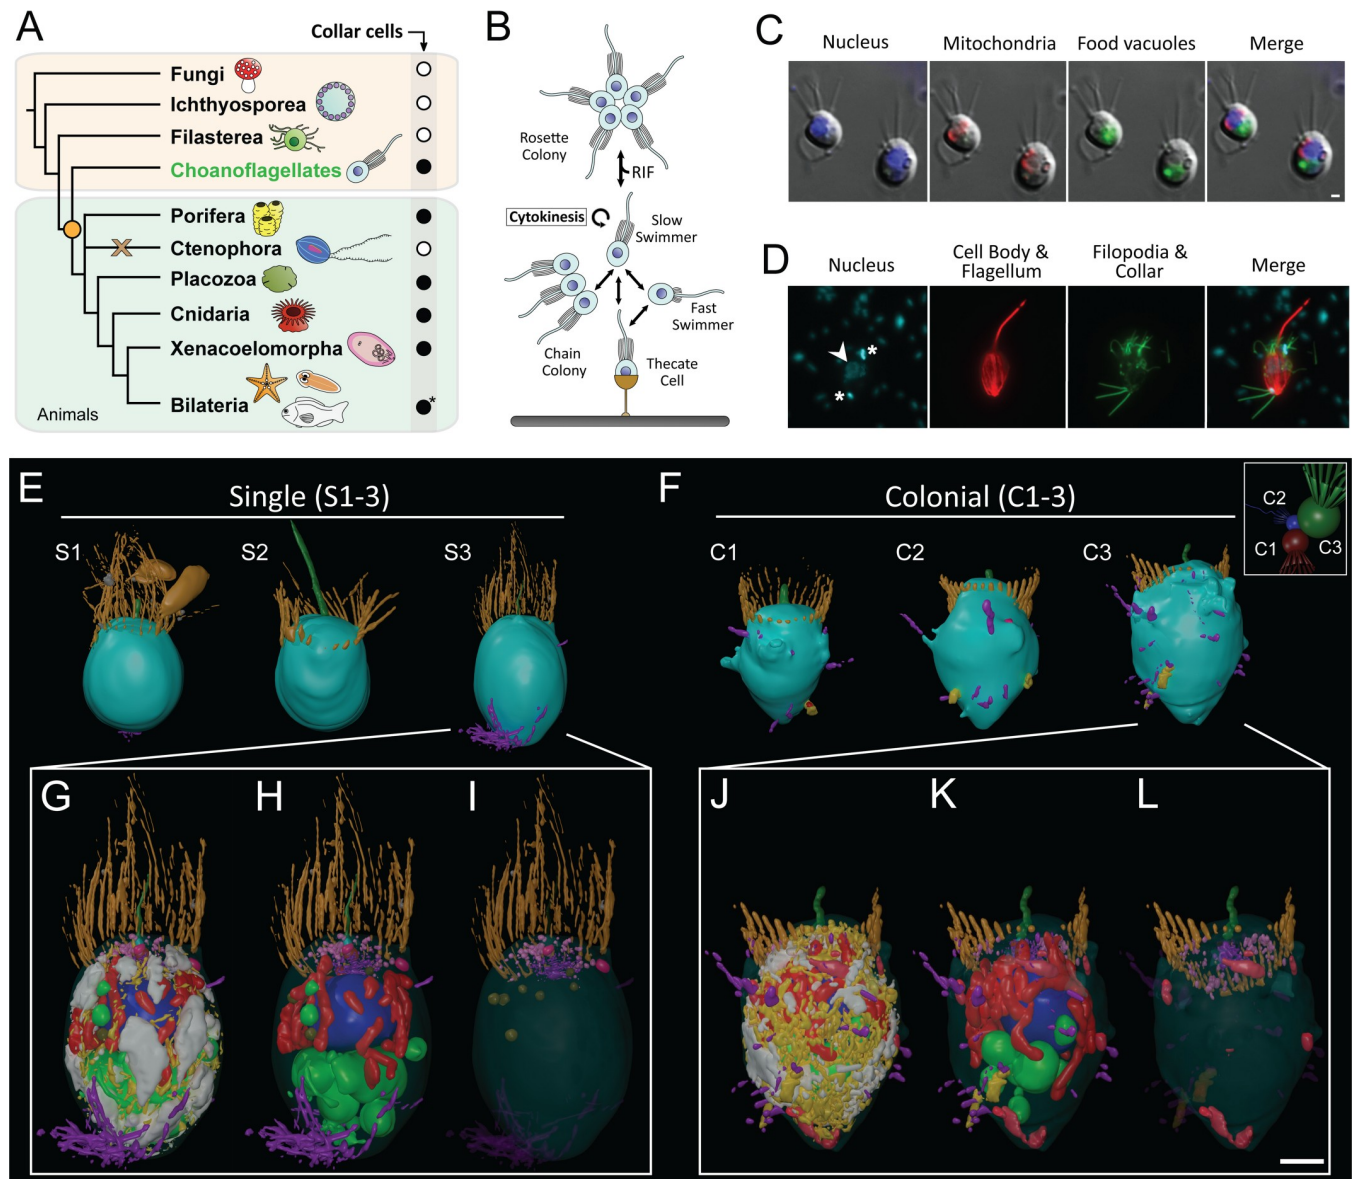 A
Collar cells
Fungi
Ichthyosporea
Filasterea
Choanoflagellates
Porifera
Ctenophora
Placozoa
Cnidaria
Xenacoelomorpha
Bilateria
*
Animals
B
Rosette
Colony
RIF
Cytokinesis
Slow
Swimmer
Fast
Swimmer
Chain
Colony
Thecate
Cell
C
Nucleus
Mitochondria
Food vacuoles
Merge
D
Nucleus
Cell Body &
Flagellum
Filopodia &
Collar
Merge
*
*
E
Single (S1-3)
S1
S2
S3
F
Colonial (C1-3)
C1
C2
C3
C2
C1
C3
G
H
I
J
K
L